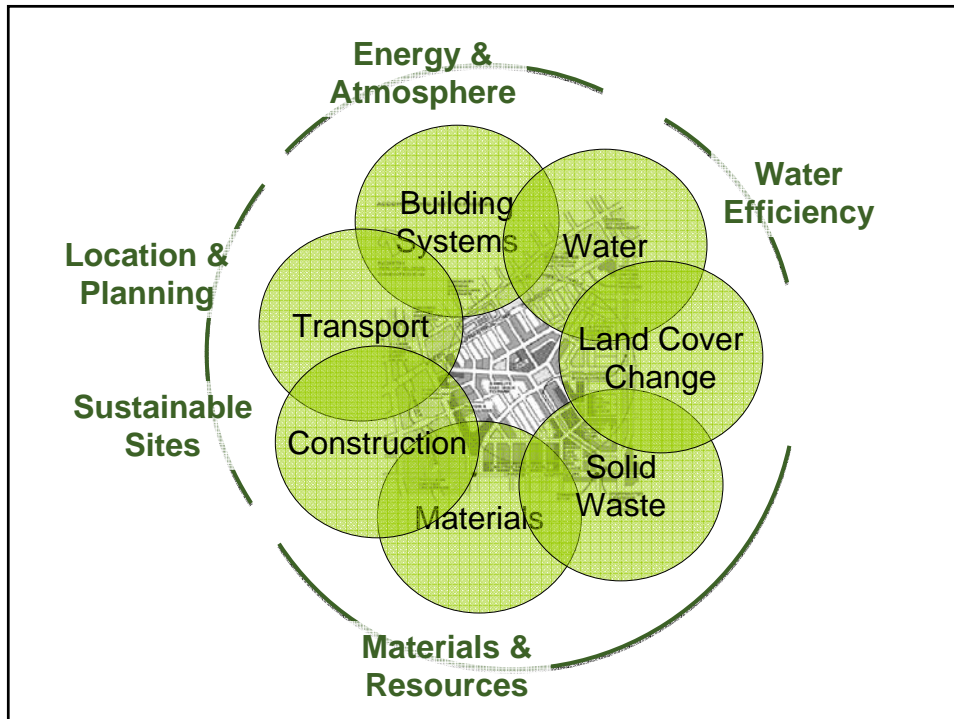 Energy &
Atmosphere
Water
Efficiency
Building
Systems
Water
Location &
Planning
Transport
Land Cover
Change
Sustainable
Sites
Construction
Solid
Waste
Materials
Materials &
Resources